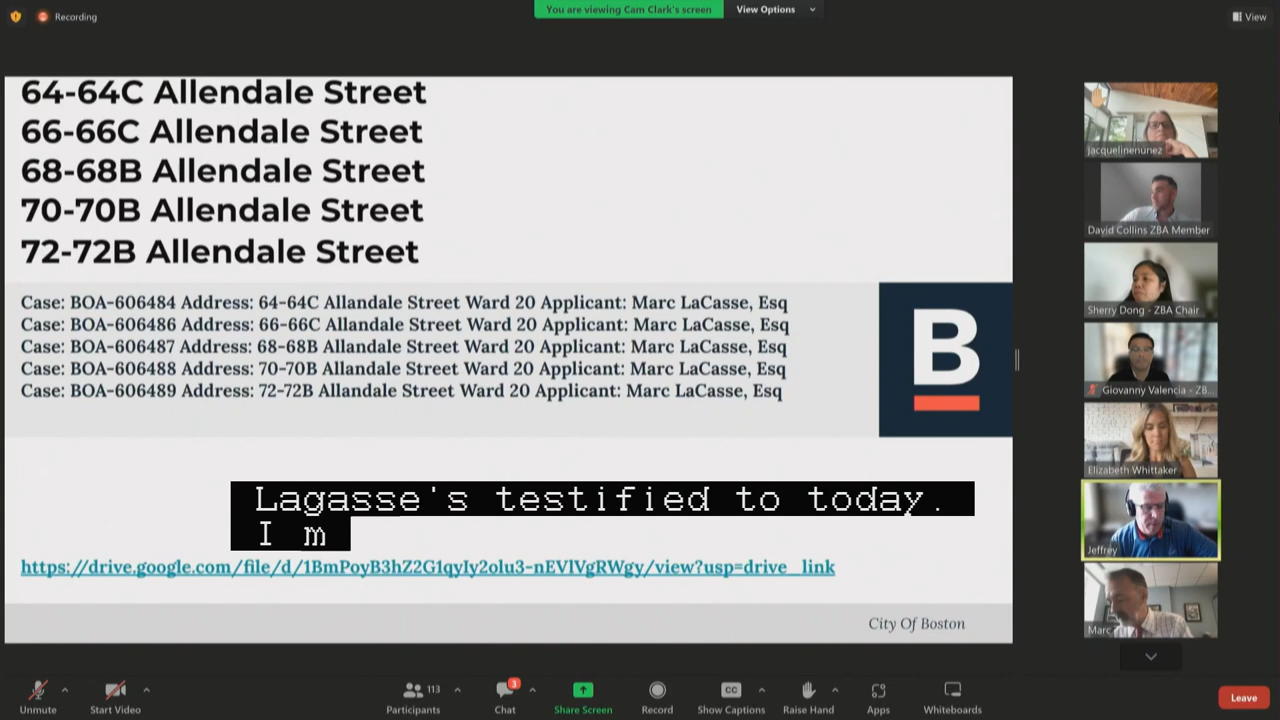 Recording
You are viewing Cam Clark's screen
View Options
View
64-64C Allendale Street
66-66C Allendale Street
68-68B Allendale Street
70-70B Allendale Street
72-72B Allendale Street
Case: BOA-606484 Address: 64-64C Allandale Street Ward 20 Applicant: Marc LaCasse, Esq
Case: BOA-606486 Address: 66-66C Allandale Street Ward 20 Applicant: Marc LaCasse, Esq
Case: BOA-606487 Address: 68-68B Allandale Street Ward 20 Applicant: Marc LaCasse, Esq
Case: BOA-606488 Address: 70-70B Allandale Street Ward 20 Applicant: Marc LaCasse, Esq
Case: BOA-606489 Address: 72-72B Allandale Street Ward 20 Applicant: Marc LaCasse, Esq
B
Lagasse's testified to today.
I m
https://drive.google.com/file/d/1BmPoyB3hZ2G1qyIy2olu3-nEVlVgRWgy/view?usp=drive_link
City Of Boston
jacquelinenunez
David Collins ZBA Member
Sherry Dong - ZBA Chair
Giovanny Valencia - ZB...
Elizabeth Whittaker
Jeffrey
Marc
Unmute
Start Video
113
Participants
3
Chat
Share Screen
Record
CC
Show Captions
Raise Hand
Apps
Whiteboards
Leave